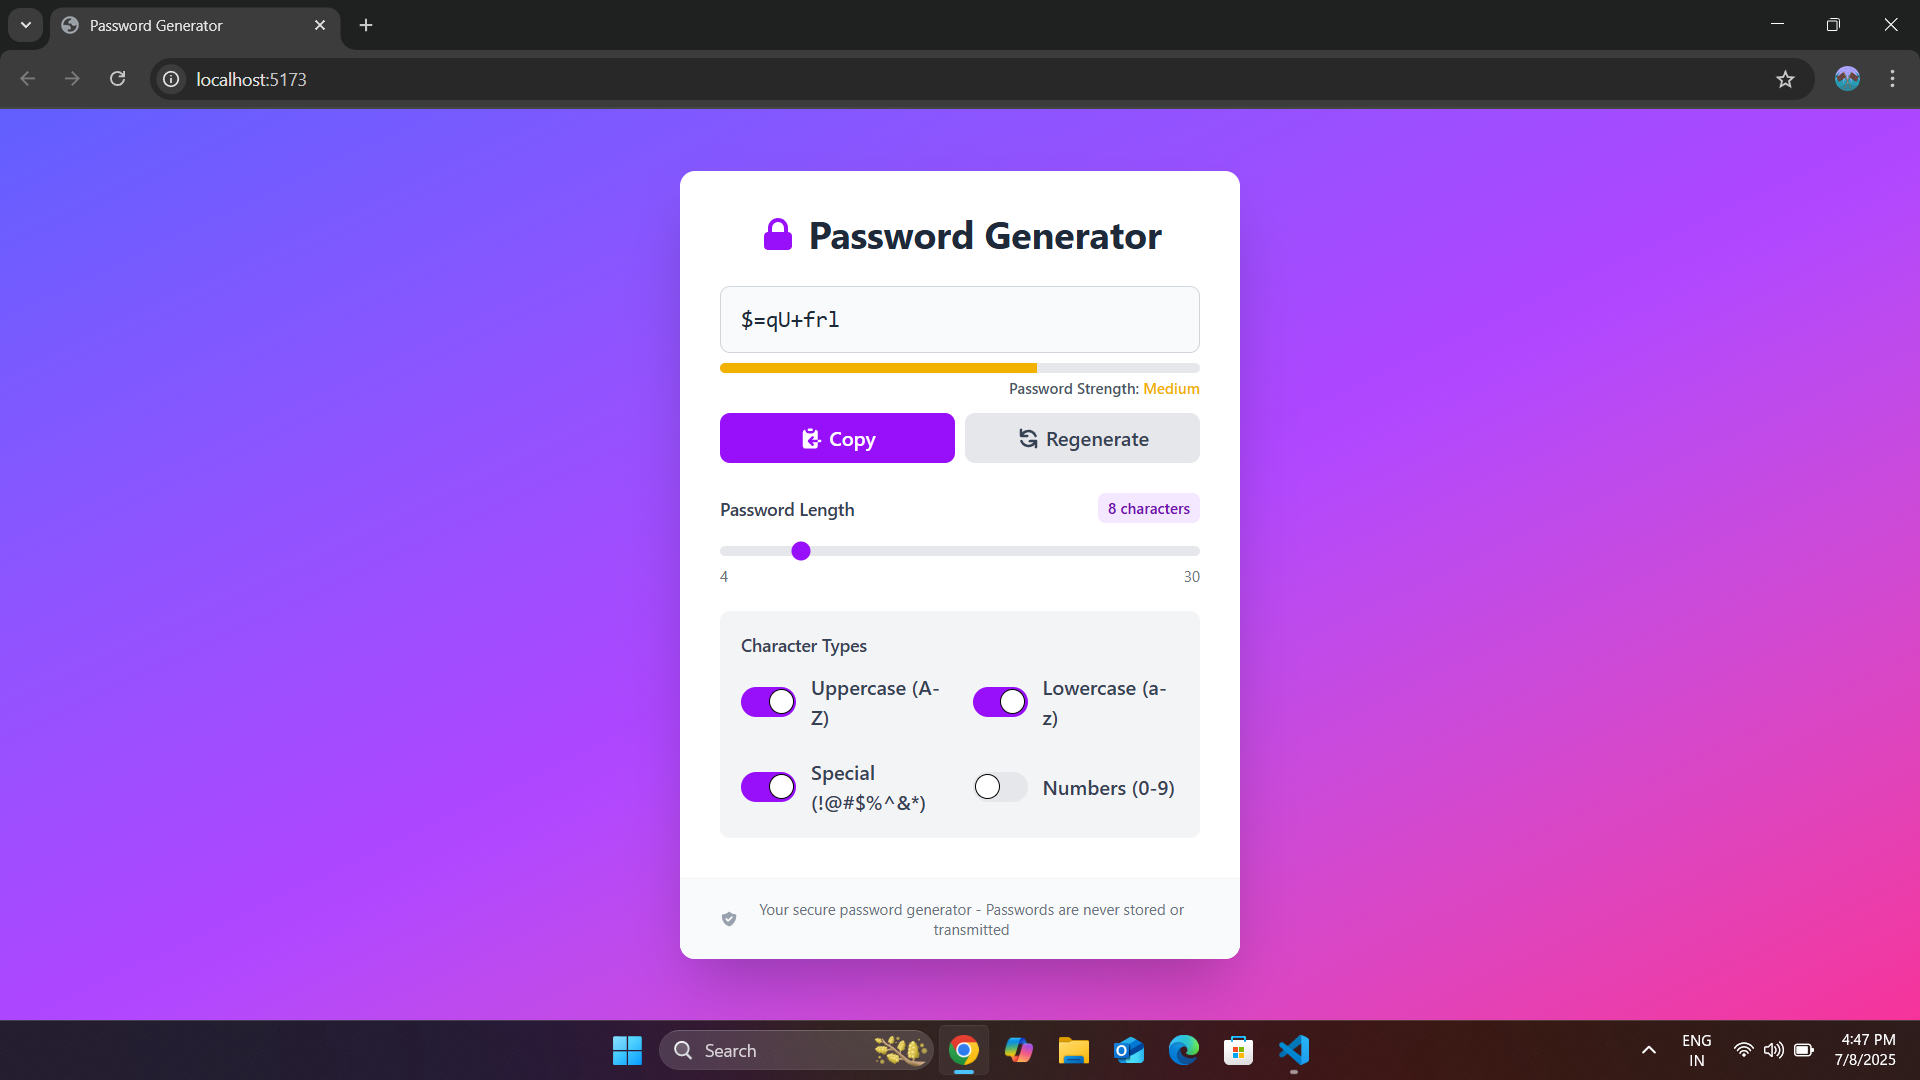 Password Generator
localhost:5173
Password Generator
$=qU+frl
Password Strength: Medium
Copy
Regenerate
Password Length
8 characters
4
30
Character Types
Uppercase (A-
Z)
Lowercase (a-
z)
Special
(!@#$%^&*)
Numbers (0-9)
Your secure password generator - Passwords are never stored or
transmitted
Search
ENG
IN
4:47 PM
7/8/2025